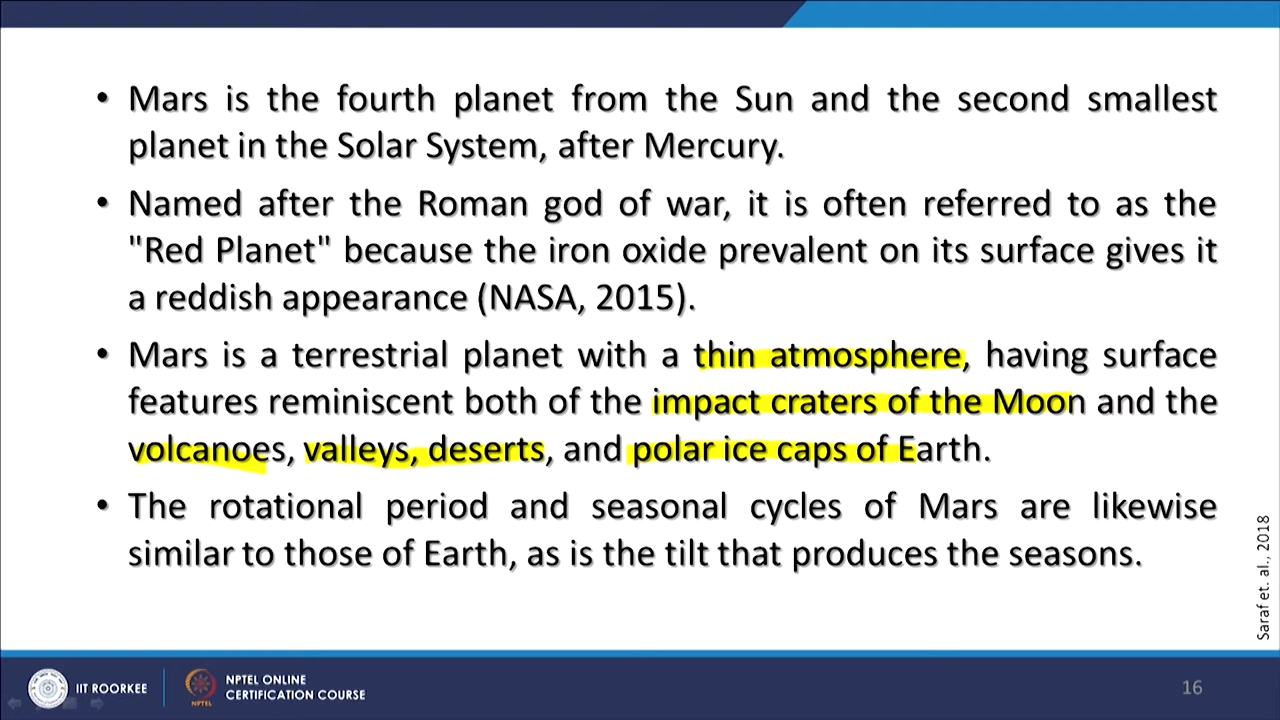 • Mars is the fourth planet from the Sun and the second smallest
planet in the Solar System, after Mercury.
• Named after the Roman god of war, it is often referred to as the
"Red Planet" because the iron oxide prevalent on its surface gives it
a reddish appearance (NASA, 2015).
• Mars is a terrestrial planet with a thin atmosphere, having surface
features reminiscent both of the impact craters of the Moon and the
volcanoes, valleys, deserts, and polar ice caps of Earth.
• The rotational period and seasonal cycles of Mars are likewise
similar to those of Earth, as is the tilt that produces the seasons.
Saraf et. al., 2018
IIT ROORKEE
NPTEL
NPTEL ONLINE
CERTIFICATION COURSE
16